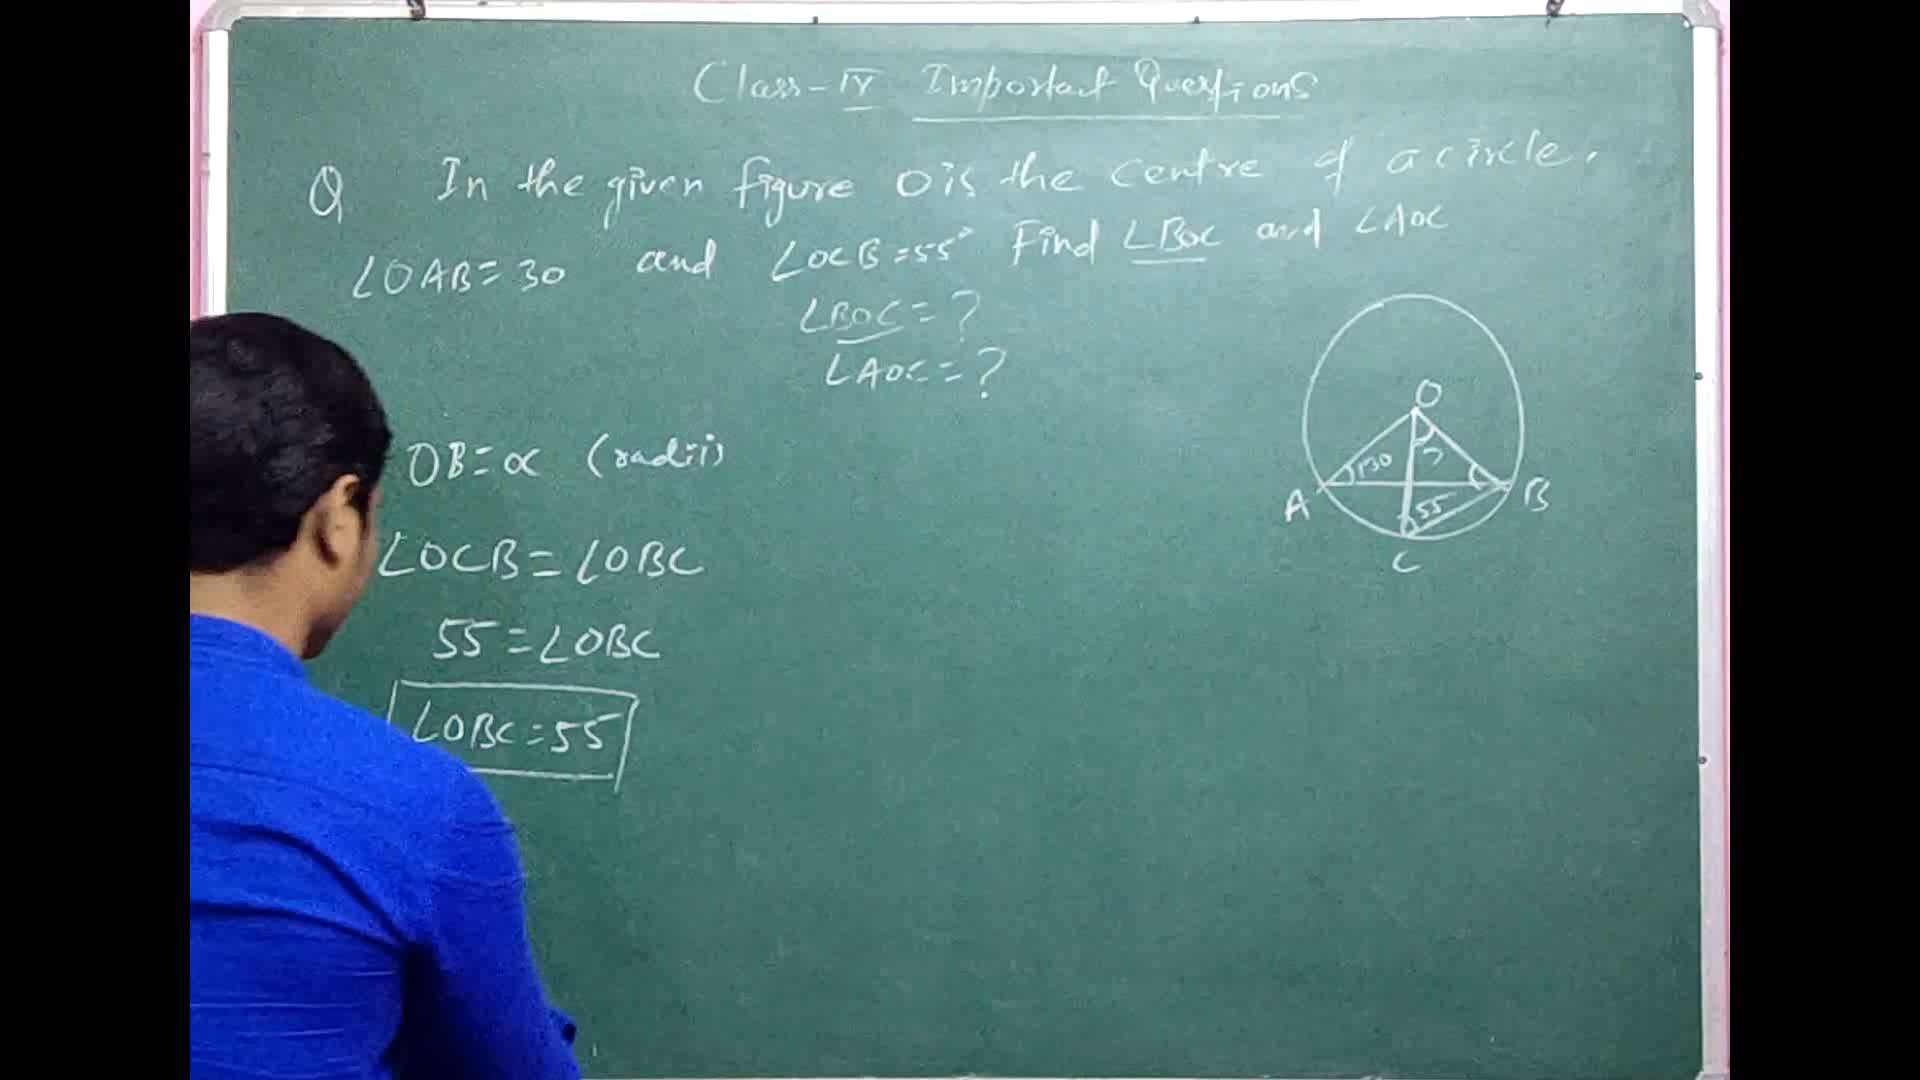 Class-IX Important Questions
Q In the given figure O is the centre of a circle.
∠OAB=30 and ∠OCB=55° Find ∠BOC and ∠AOC
∠BOC=?
∠AOC=?
OB=OC (radii)
∠OCB=∠OBC
55=∠OBC
∠OBC=55
O
30
?
55
A
B
C